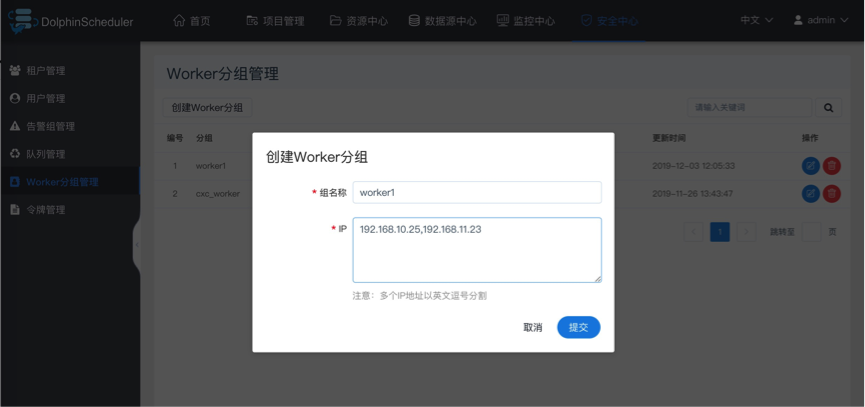 DolphinScheduler 首页 项目管理 资源中心 数据源中心 监控中心 安全中心 中文 admin
租户管理
用户管理
告警组管理
队列管理
Worker分组管理
令牌管理
Worker分组管理
创建Worker分组 请输入关键词
编号 分组 更新时间 操作
1 worker1 2019-12-03 12:05:33
2 cxc_worker 2019-11-26 13:43:47
1 跳转至 页
创建Worker分组
* 组名称 worker1
* IP 192.168.10.25,192.168.11.23
注意：多个IP地址以英文逗号分割
取消 提交